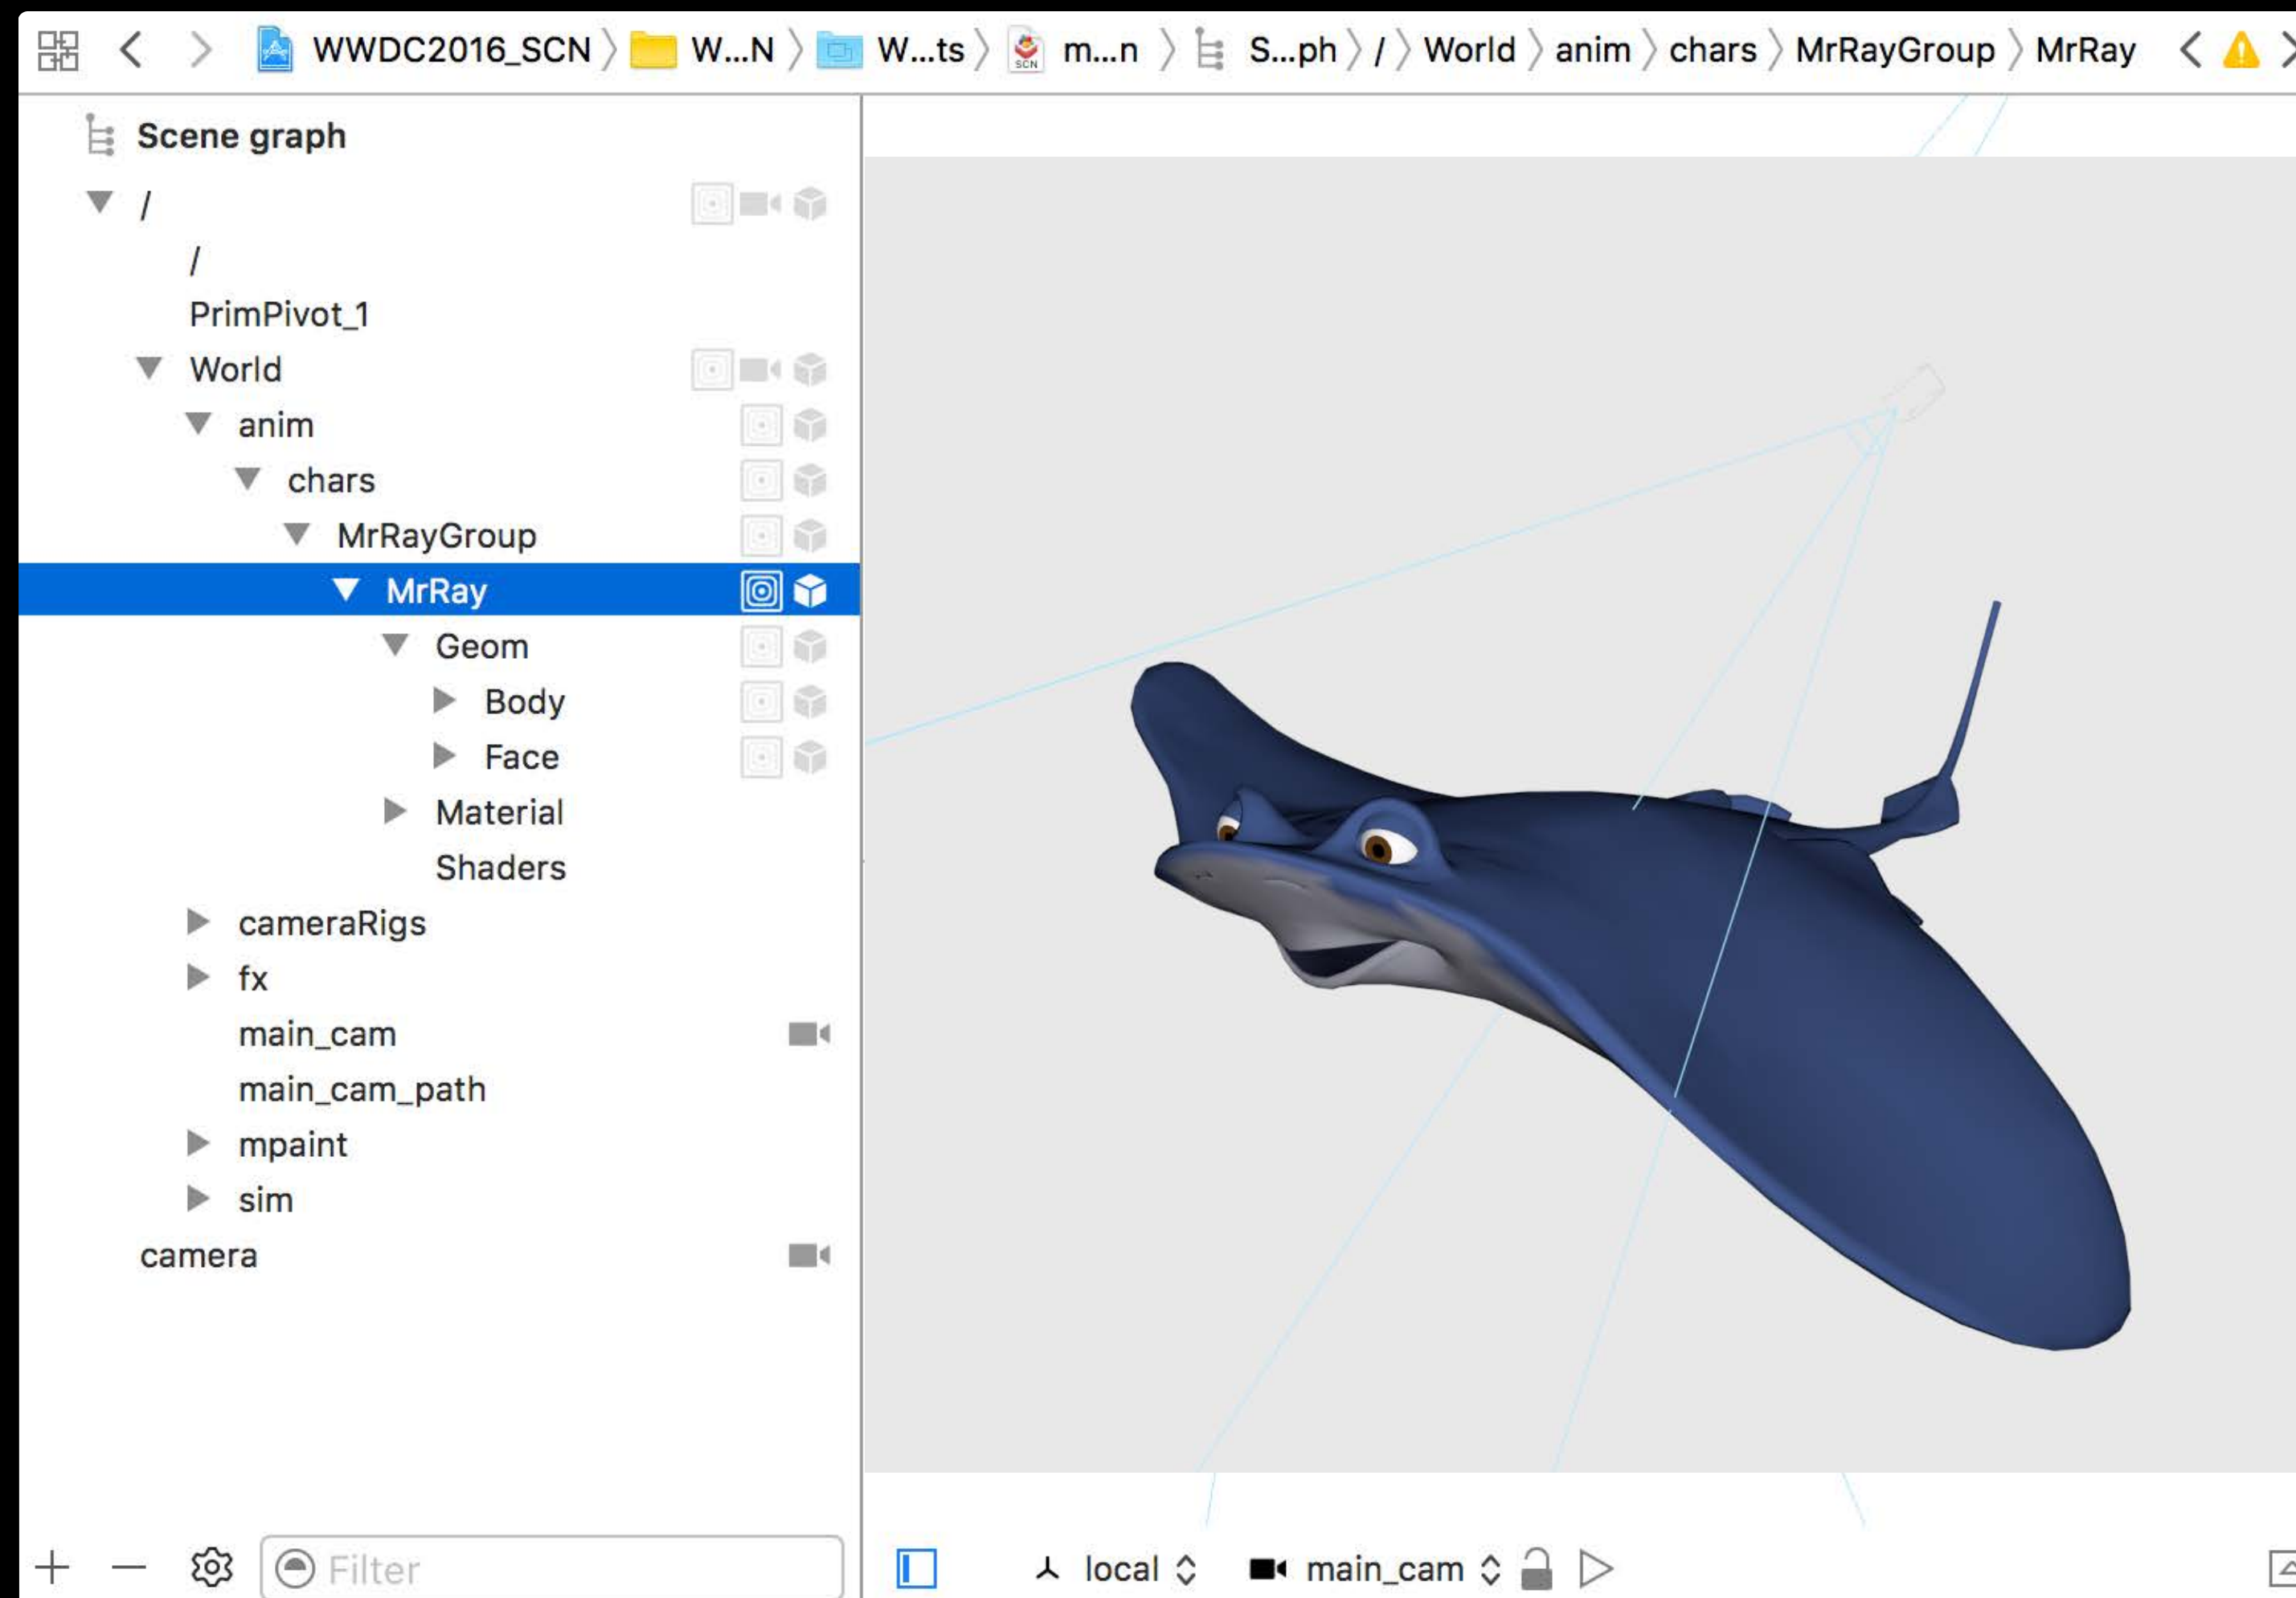 WWDC2016_SCN 〉 W...N 〉 W...ts 〉 SCN m...n 〉 S...ph 〉 / 〉 World 〉 anim 〉 chars 〉 MrRayGroup 〉 MrRay
Scene graph
/
/
PrimPivot_1
World
anim
chars
MrRayGroup
MrRay
Geom
Body
Face
Material
Shaders
cameraRigs
fx
main_cam
main_cam_path
mpaint
sim
camera
Filter
local main_cam